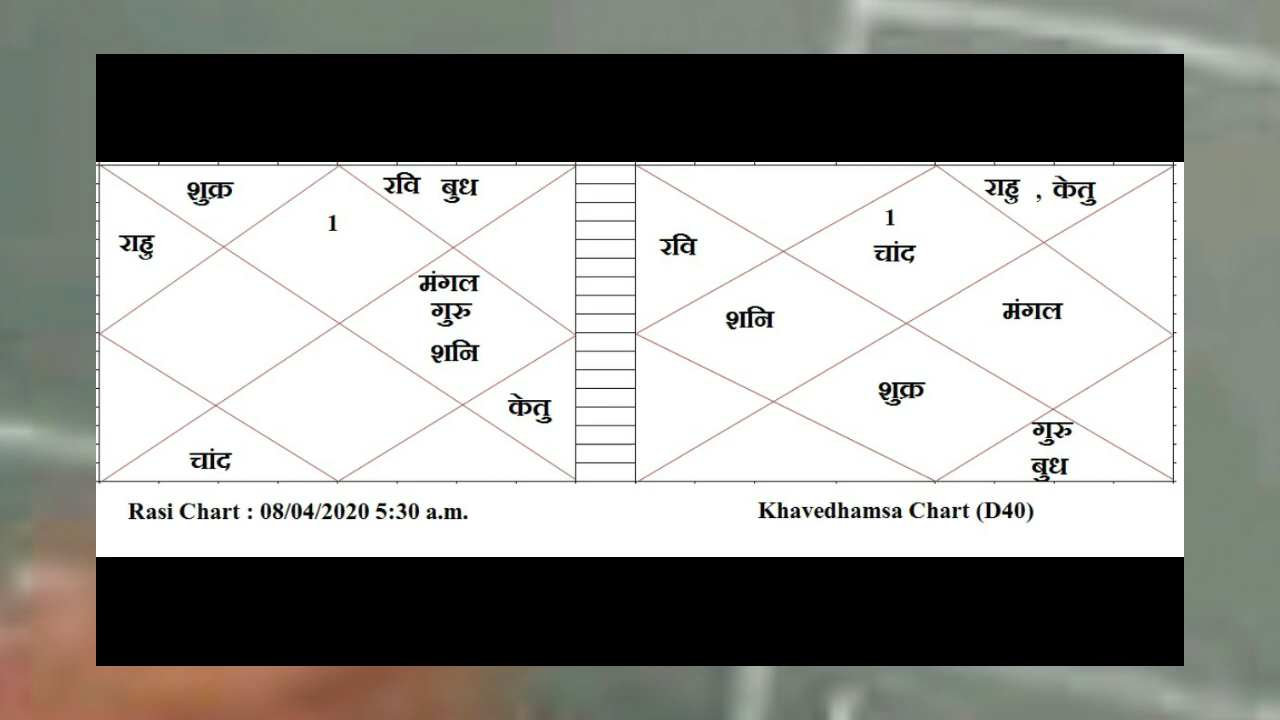 शुक्र
रवि बुध
1
राहु
मंगल
गुरु
शनि
केतु
चांद
Rasi Chart : 08/04/2020 5:30 a.m.
राहु , केतु
1
रवि
चांद
शनि
मंगल
शुक्र
गुरु
बुध
Khavedhamsa Chart (D40)